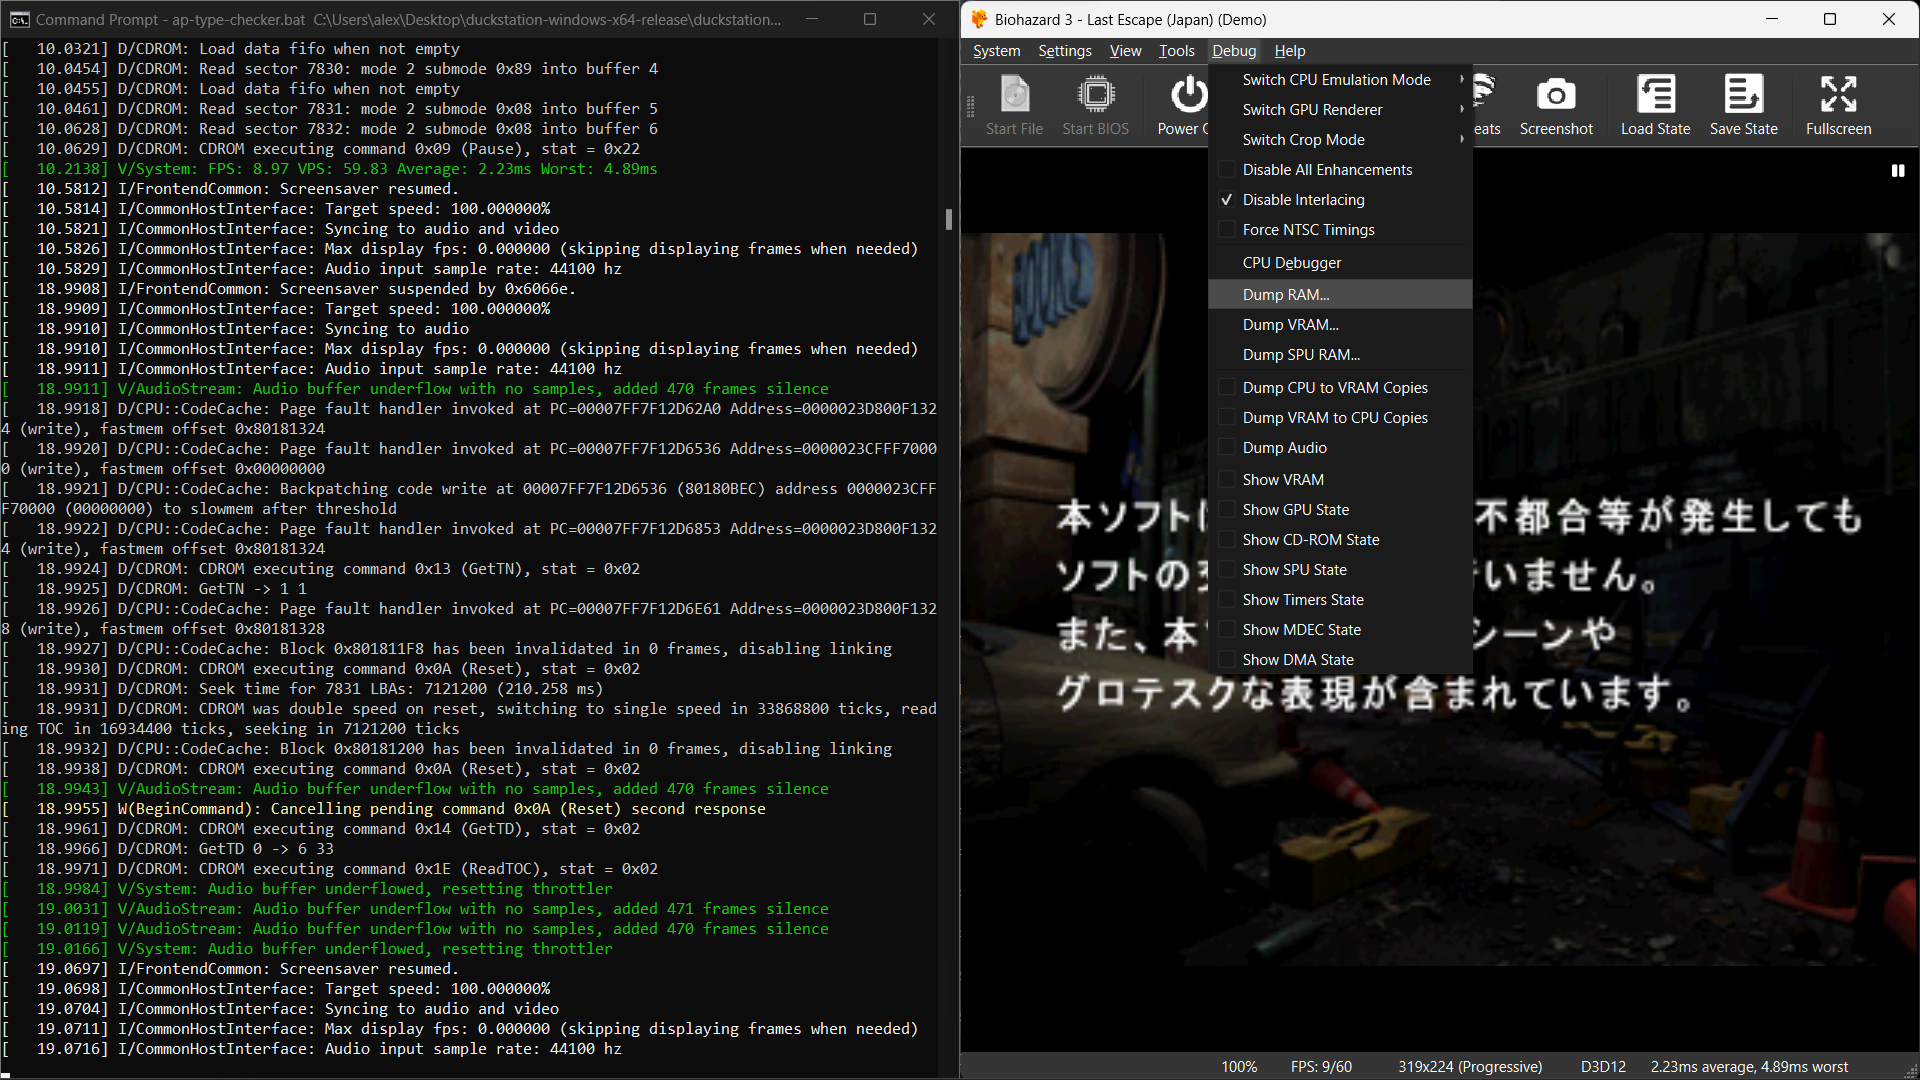 Command Prompt - ap-type-checker.bat  C:\Users\alex\Desktop\duckstation-windows-x64-release\duckstation...
[   10.0321] D/CDROM: Load data fifo when not empty
[   10.0454] D/CDROM: Read sector 7830: mode 2 submode 0x89 into buffer 4
[   10.0455] D/CDROM: Load data fifo when not empty
[   10.0461] D/CDROM: Read sector 7831: mode 2 submode 0x08 into buffer 5
[   10.0628] D/CDROM: Read sector 7832: mode 2 submode 0x08 into buffer 6
[   10.0629] D/CDROM: CDROM executing command 0x09 (Pause), stat = 0x22
[   10.2138] V/System: FPS: 8.97 VPS: 59.83 Average: 2.23ms Worst: 4.89ms
[   10.5812] I/FrontendCommon: Screensaver resumed.
[   10.5814] I/CommonHostInterface: Target speed: 100.000000%
[   10.5821] I/CommonHostInterface: Syncing to audio and video
[   10.5826] I/CommonHostInterface: Max display fps: 0.000000 (skipping displaying frames when needed)
[   10.5829] I/CommonHostInterface: Audio input sample rate: 44100 hz
[   18.9908] I/FrontendCommon: Screensaver suspended by 0x6066e.
[   18.9909] I/CommonHostInterface: Target speed: 100.000000%
[   18.9910] I/CommonHostInterface: Syncing to audio
[   18.9910] I/CommonHostInterface: Max display fps: 0.000000 (skipping displaying frames when needed)
[   18.9911] I/CommonHostInterface: Audio input sample rate: 44100 hz
[   18.9911] V/AudioStream: Audio buffer underflow with no samples, added 470 frames silence
[   18.9918] D/CPU::CodeCache: Page fault handler invoked at PC=00007FF7F12D62A0 Address=0000023D800F132
4 (write), fastmem offset 0x80181324
[   18.9920] D/CPU::CodeCache: Page fault handler invoked at PC=00007FF7F12D6536 Address=0000023CFFF7000
0 (write), fastmem offset 0x00000000
[   18.9921] D/CPU::CodeCache: Backpatching code write at 00007FF7F12D6536 (80180BEC) address 0000023CFF
F70000 (00000000) to slowmem after threshold
[   18.9922] D/CPU::CodeCache: Page fault handler invoked at PC=00007FF7F12D6853 Address=0000023D800F132
4 (write), fastmem offset 0x80181324
[   18.9924] D/CDROM: CDROM executing command 0x13 (GetTN), stat = 0x02
[   18.9925] D/CDROM: GetTN -> 1 1
[   18.9926] D/CPU::CodeCache: Page fault handler invoked at PC=00007FF7F12D6E61 Address=0000023D800F132
8 (write), fastmem offset 0x80181328
[   18.9927] D/CPU::CodeCache: Block 0x801811F8 has been invalidated in 0 frames, disabling linking
[   18.9930] D/CDROM: CDROM executing command 0x0A (Reset), stat = 0x02
[   18.9931] D/CDROM: Seek time for 7831 LBAs: 7121200 (210.258 ms)
[   18.9931] D/CDROM: CDROM was double speed on reset, switching to single speed in 33868800 ticks, read
ing TOC in 16934400 ticks, seeking in 7121200 ticks
[   18.9932] D/CPU::CodeCache: Block 0x80181200 has been invalidated in 0 frames, disabling linking
[   18.9938] D/CDROM: CDROM executing command 0x0A (Reset), stat = 0x02
[   18.9943] V/AudioStream: Audio buffer underflow with no samples, added 470 frames silence
[   18.9955] W(BeginCommand): Cancelling pending command 0x0A (Reset) second response
[   18.9961] D/CDROM: CDROM executing command 0x14 (GetTD), stat = 0x02
[   18.9966] D/CDROM: GetTD 0 -> 6 33
[   18.9971] D/CDROM: CDROM executing command 0x1E (ReadTOC), stat = 0x02
[   18.9984] V/System: Audio buffer underflowed, resetting throttler
[   19.0031] V/AudioStream: Audio buffer underflow with no samples, added 471 frames silence
[   19.0119] V/AudioStream: Audio buffer underflow with no samples, added 470 frames silence
[   19.0166] V/System: Audio buffer underflowed, resetting throttler
[   19.0697] I/FrontendCommon: Screensaver resumed.
[   19.0698] I/CommonHostInterface: Target speed: 100.000000%
[   19.0704] I/CommonHostInterface: Syncing to audio and video
[   19.0711] I/CommonHostInterface: Max display fps: 0.000000 (skipping displaying frames when needed)
[   19.0716] I/CommonHostInterface: Audio input sample rate: 44100 hz
Biohazard 3 - Last Escape (Japan) (Demo)
System Settings View Tools Debug Help
Start File Start BIOS Power O eats Screenshot Load State Save State Fullscreen
Switch CPU Emulation Mode
Switch GPU Renderer
Switch Crop Mode
Disable All Enhancements
Disable Interlacing
Force NTSC Timings
CPU Debugger
Dump RAM...
Dump VRAM...
Dump SPU RAM...
Dump CPU to VRAM Copies
Dump VRAM to CPU Copies
Dump Audio
Show VRAM
Show GPU State
Show CD-ROM State
Show SPU State
Show Timers State
Show MDEC State
Show DMA State
本ソフトに 不都合等が発生しても
ソフトの 行いません。
また、本 シーンや
グロテスクな表現が含まれています。
100% FPS: 9/60 319x224 (Progressive) D3D12 2.23ms average, 4.89ms worst